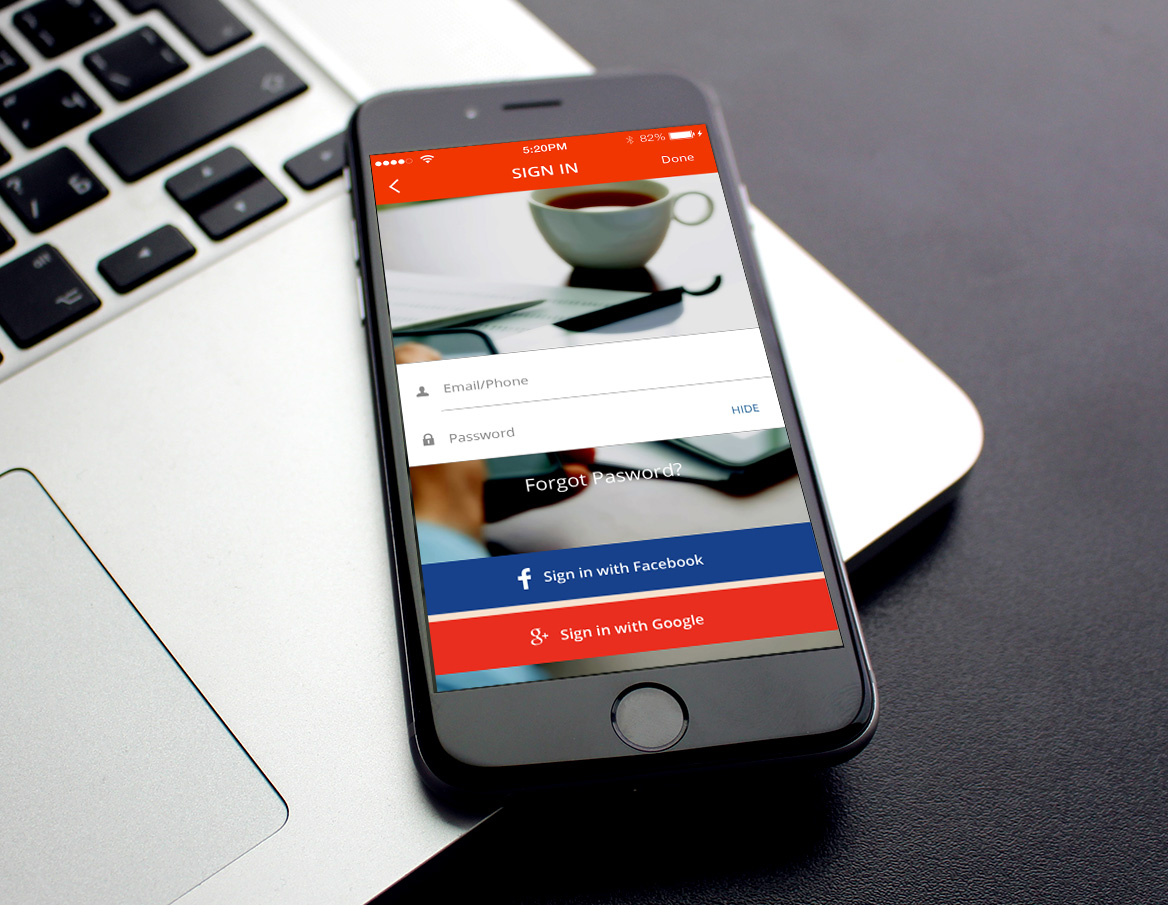 5:20PM
82%
SIGN IN
Done
Email/Phone
HIDE
Password
Forgot Pasword?
f Sign in with Facebook
g+ Sign in with Google
alt